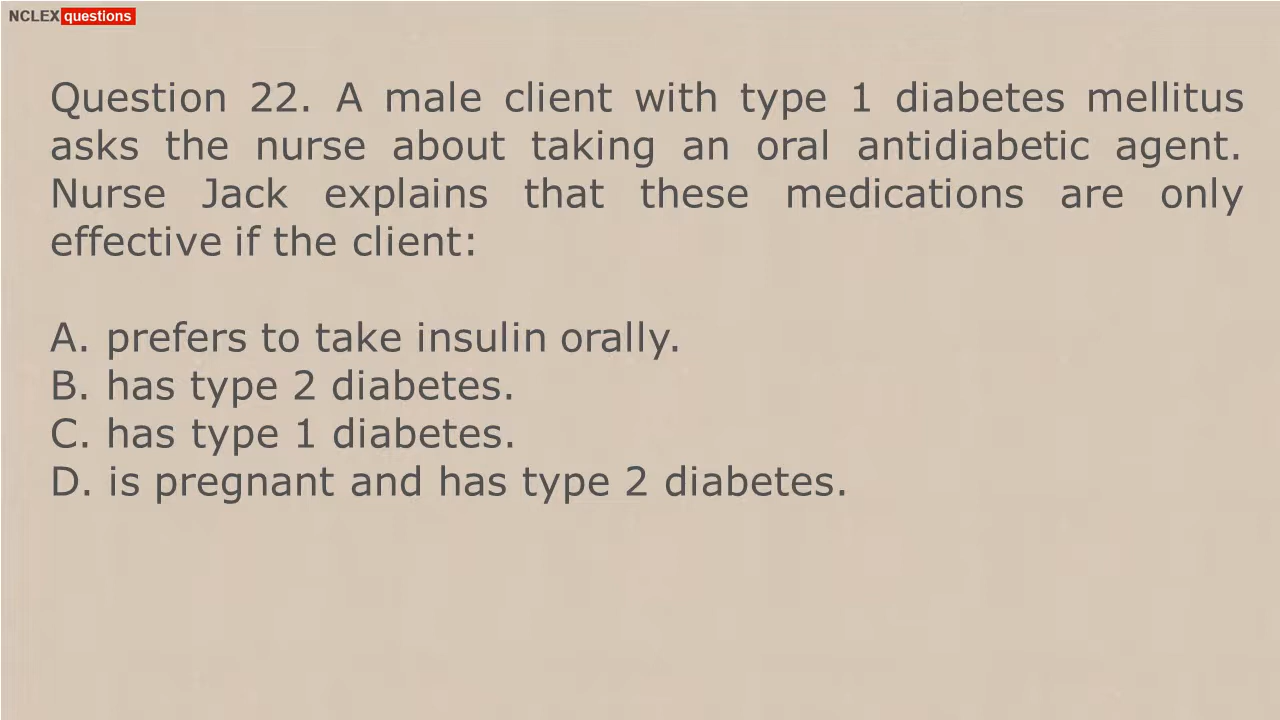 NCLEX questions
Question 22. A male client with type 1 diabetes mellitus
asks the nurse about taking an oral antidiabetic agent.
Nurse Jack explains that these medications are only
effective if the client:
A. prefers to take insulin orally.
B. has type 2 diabetes.
C. has type 1 diabetes.
D. is pregnant and has type 2 diabetes.